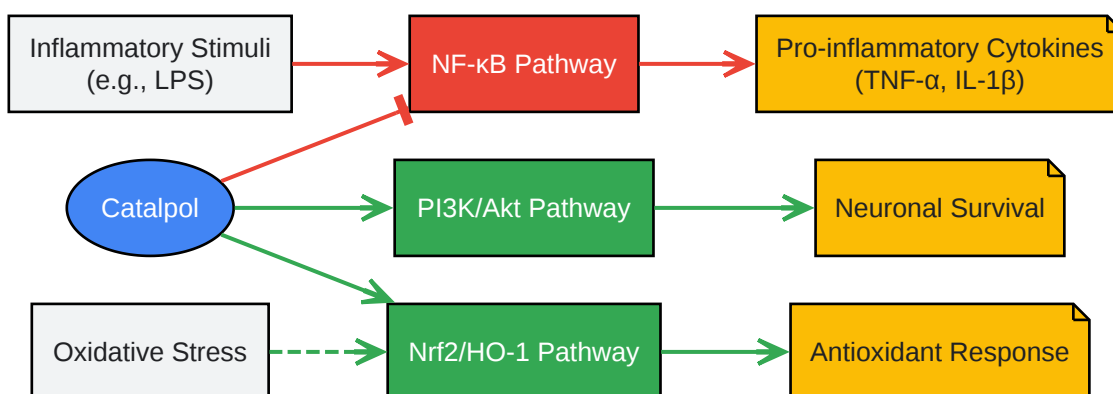 Inflammatory Stimuli
(e.g., LPS)
NF-κB Pathway
Pro-inflammatory Cytokines
(TNF-α, IL-1β)
Catalpol
PI3K/Akt Pathway
Neuronal Survival
Oxidative Stress
Nrf2/HO-1 Pathway
Antioxidant Response